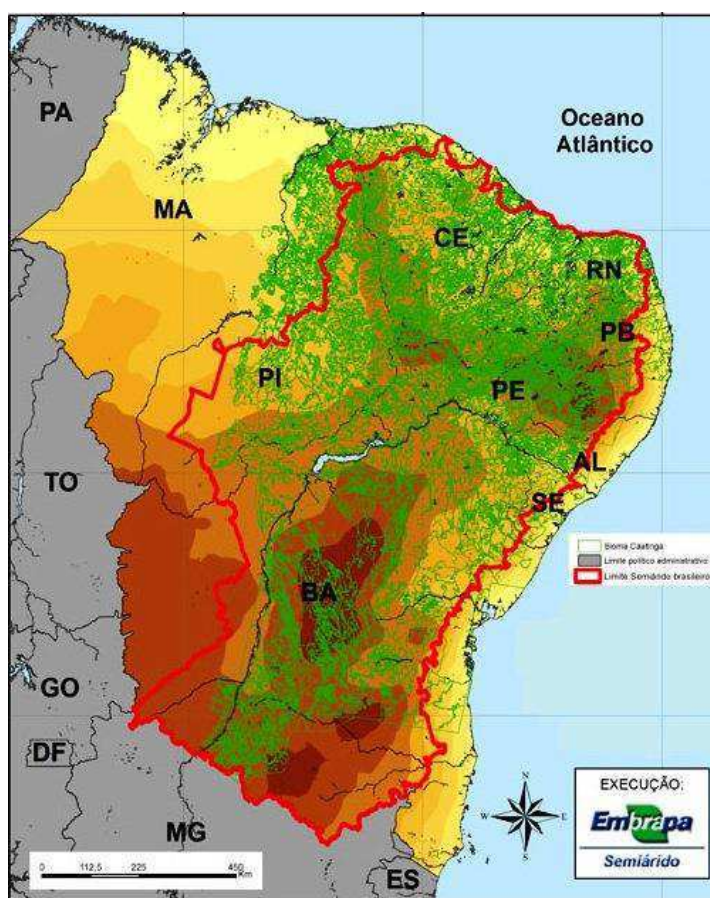 PA
Oceano
Atlântico
MA
CE
RN
PB
PI
PE
TO
AL
SE
Bioma Caatinga
Limite político administrativo
Limite Semiárido brasileiro
BA
GO
DF
N
W
E
S
EXECUÇÃO:
Embrapa
Semiárido
MG
0 112,5 225 450
Km
ES